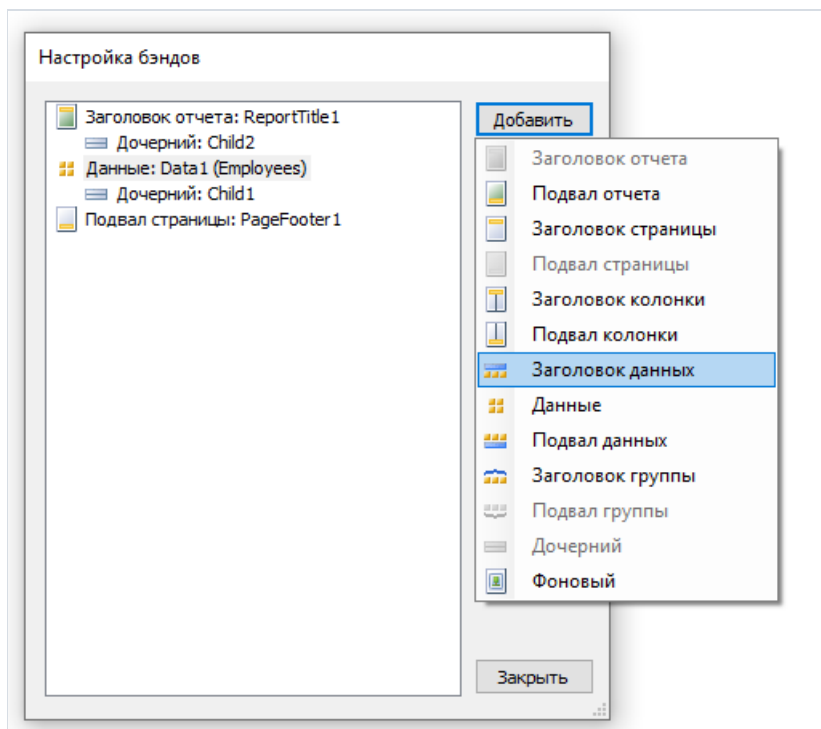 Настройка бэндов
Заголовок отчета: ReportTitle1
Дочерний: Child2
Данные: Data1 (Employees)
Дочерний: Child1
Подвал страницы: PageFooter1
Добавить
Заголовок отчета
Подвал отчета
Заголовок страницы
Подвал страницы
Заголовок колонки
Подвал колонки
Заголовок данных
Данные
Подвал данных
Заголовок группы
Подвал группы
Дочерний
Фоновый
Закрыть